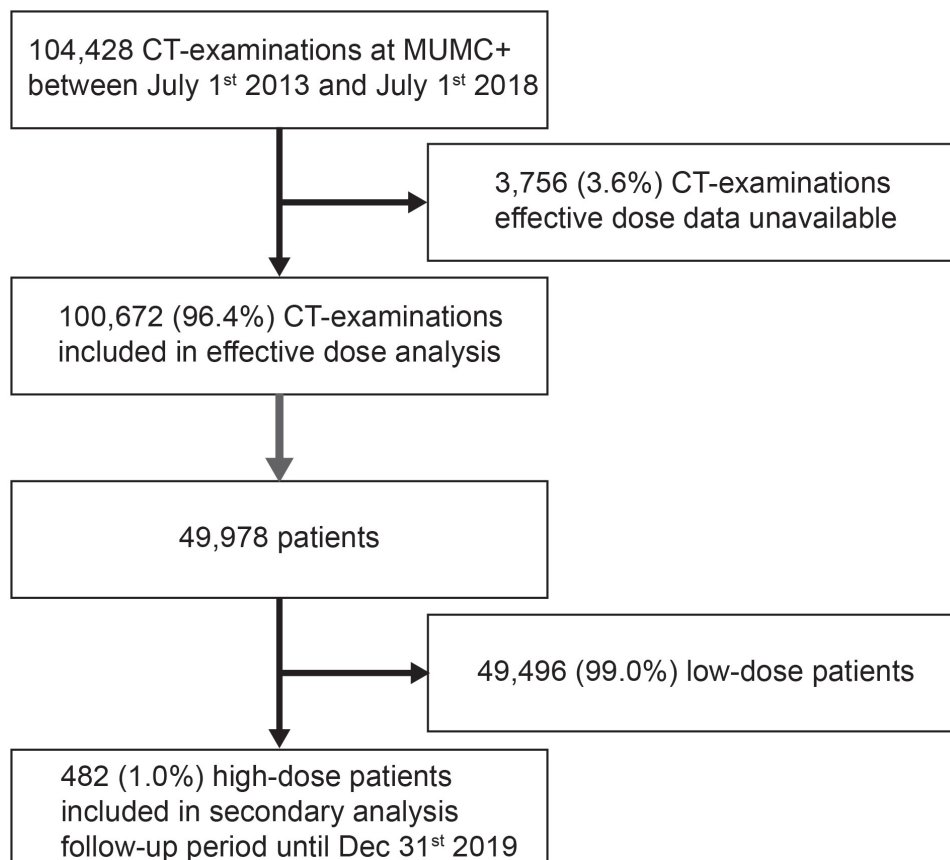 104,428 CT-examinations at MUMC+
between July 1st 2013 and July 1st 2018
3,756 (3.6%) CT-examinations
effective dose data unavailable
100,672 (96.4%) CT-examinations
included in effective dose analysis
49,978 patients
49,496 (99.0%) low-dose patients
482 (1.0%) high-dose patients
included in secondary analysis
follow-up period until Dec 31st 2019